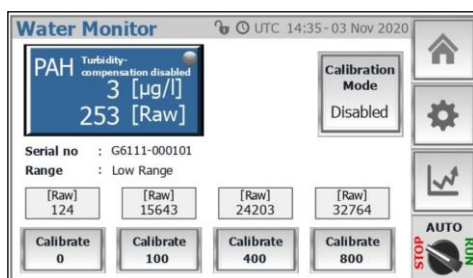 Water Monitor
UTC 14:35-03 Nov 2020
PAH Turbidity-
compensation disabled
3 [µg/l]
253 [Raw]
Calibration
Mode
Disabled
Serial no : G6111-000101
Range : Low Range
[Raw] [Raw] [Raw] [Raw]
124 15643 24203 32764
Calibrate Calibrate Calibrate Calibrate
0 100 400 800
AUTO
STOP RUN